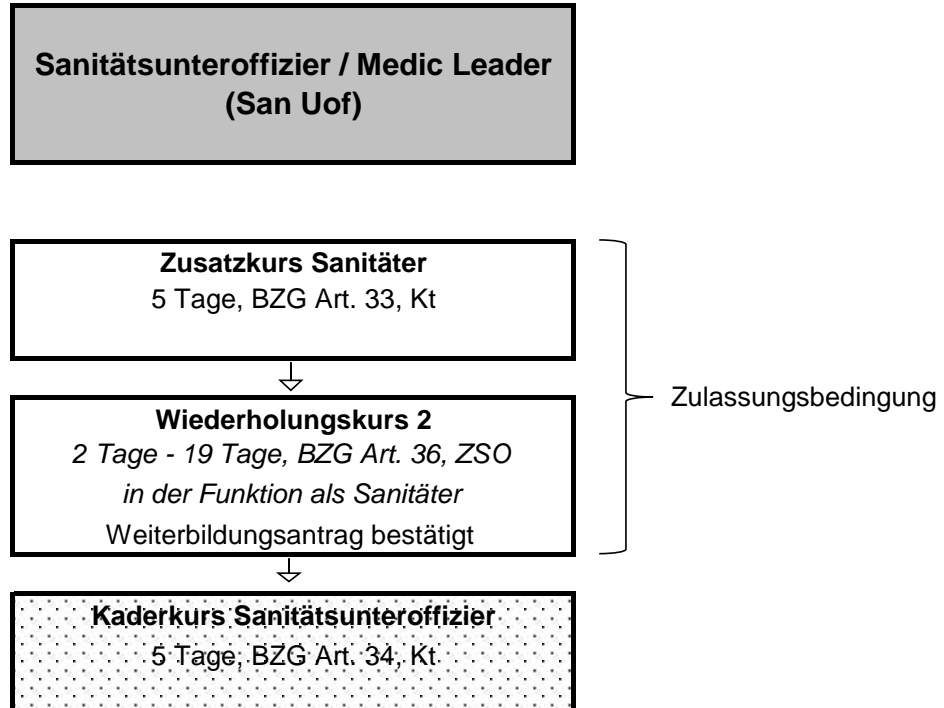 Sanitätsunteroffizier / Medic Leader
(San Uof)
Zusatzkurs Sanitäter
5 Tage, BZG Art. 33, Kt
Wiederholungskurs 2
2 Tage - 19 Tage, BZG Art. 36, ZSO
in der Funktion als Sanitäter
Weiterbildungsantrag bestätigt
Zulassungsbedingung
Kaderkurs Sanitätsunteroffizier
5 Tage, BZG Art. 34, Kt